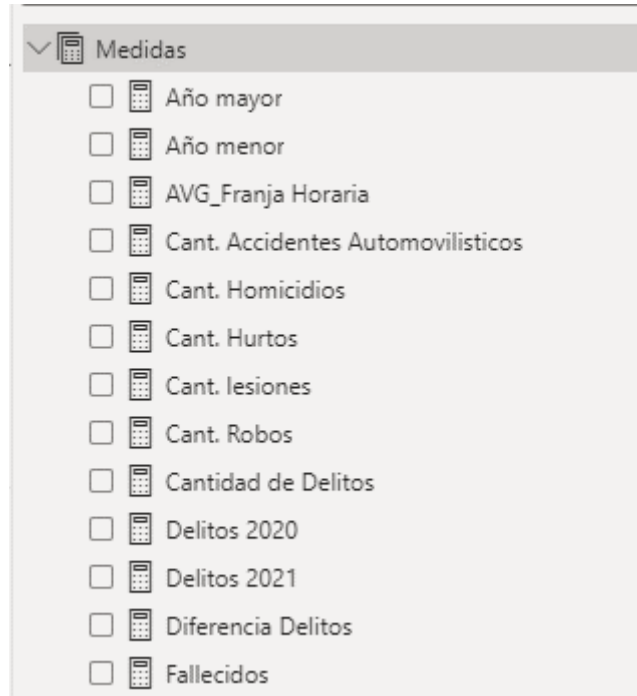 Medidas
Año mayor
Año menor
AVG_Franja Horaria
Cant. Accidentes Automovilisticos
Cant. Homicidios
Cant. Hurtos
Cant. lesiones
Cant. Robos
Cantidad de Delitos
Delitos 2020
Delitos 2021
Diferencia Delitos
Fallecidos